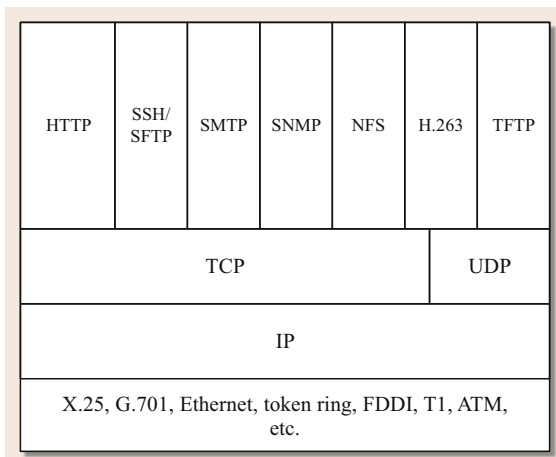 HTTP
SSH/
SFTP
SMTP
SNMP
NFS
H.263
TFTP
TCP
UDP
IP
X.25, G.701, Ethernet, token ring, FDDI, T1, ATM,
etc.